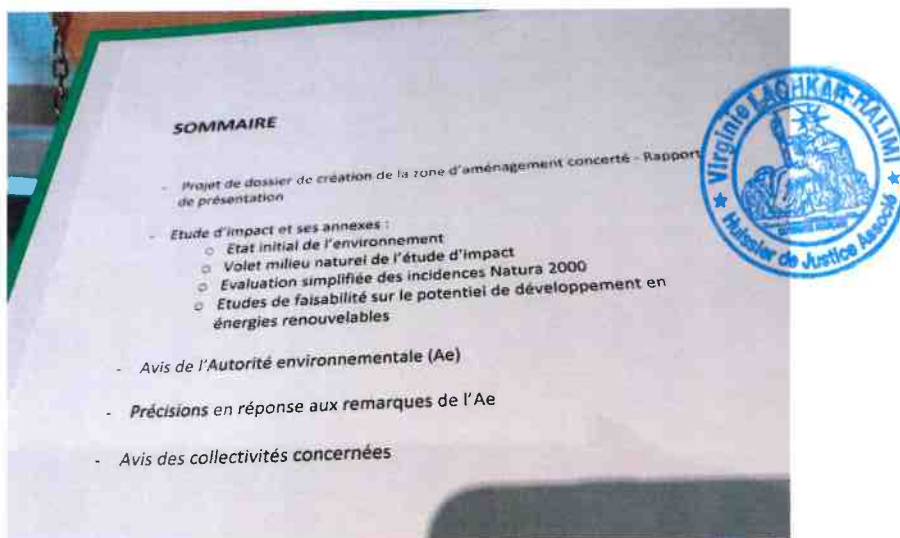 SOMMAIRE
- Projet de dossier de création de la zone d'aménagement concerté - Rapport
de présentation
- Etude d'impact et ses annexes :
○ Etat initial de l'environnement
○ Volet milieu naturel de l'étude d'impact
○ Evaluation simplifiée des incidences Natura 2000
○ Etudes de faisabilité sur le potentiel de développement en
énergies renouvelables
- Avis de l'Autorité environnementale (Ae)
- Précisions en réponse aux remarques de l'Ae
- Avis des collectivités concernées
Virginie LACHKAR-HALIMI
Huissier de Justice Associé